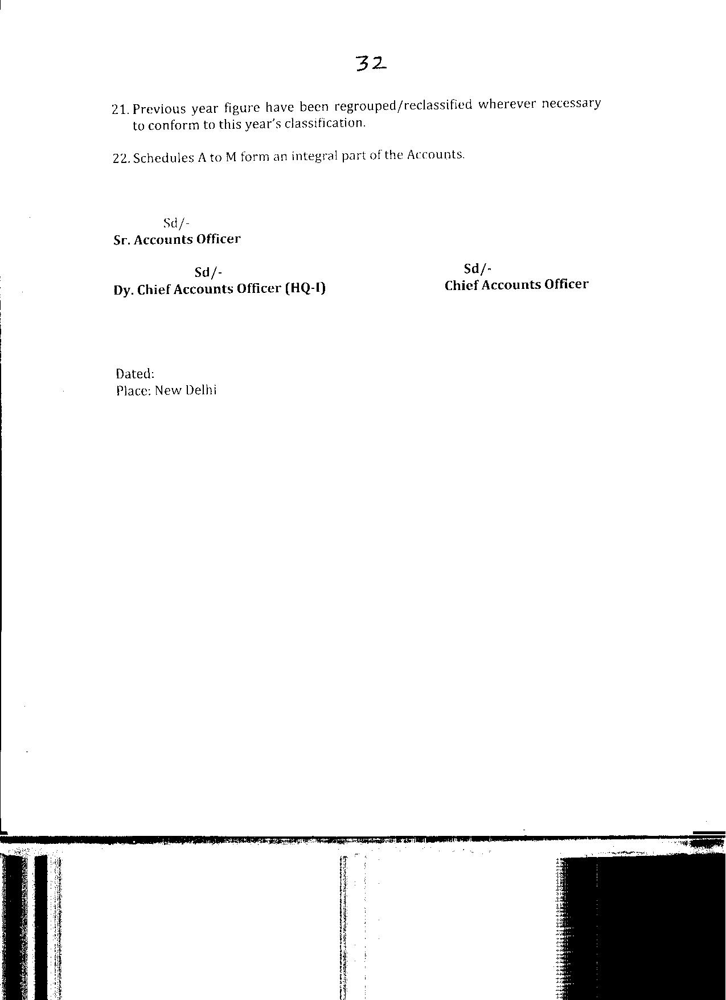 32
21. Previous year figure have been regrouped/reclassified wherever necessary
to conform to this year's classification.
22. Schedules A to M form an integral part of the Accounts.
Sd/-
Sr. Accounts Officer
Sd/-
Sd/-
Dy. Chief Accounts Officer (HQ-I)
Chief Accounts Officer
Dated:
Place: New Delhi